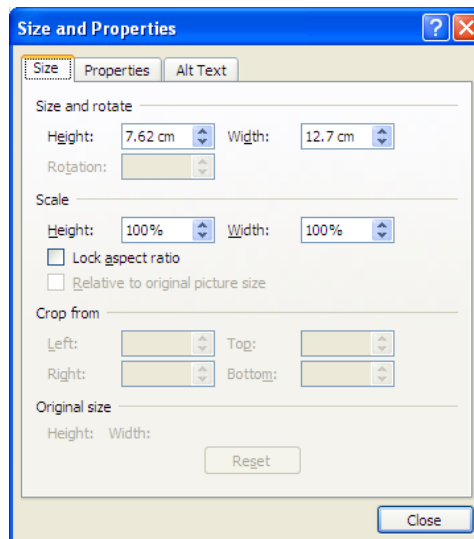 Size and Properties
Size Properties Alt Text
Size and rotate
Height: 7.62 cm Width: 12.7 cm
Rotation:
Scale
Height: 100% Width: 100%
Lock aspect ratio
Relative to original picture size
Crop from
Left: Top:
Right: Bottom:
Original size
Height: Width:
Reset
Close